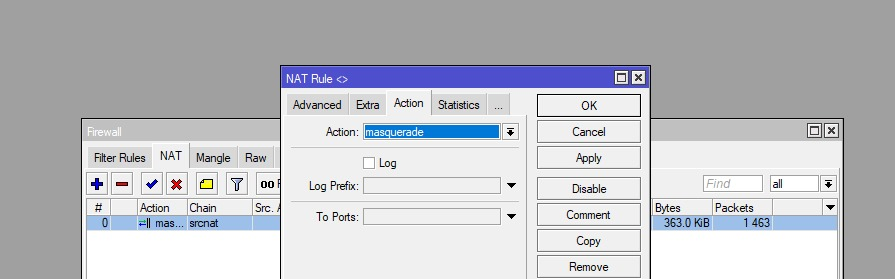 NAT Rule <>
Advanced Extra Action Statistics ...
OK
Action: masquerade
Cancel
Apply
Log
Log Prefix:
Disable
To Ports:
Comment
Copy
Remove
Firewall
Filter Rules NAT Mangle Raw
Find all
# Action Chain Src. Bytes Packets
0 mas... srcnat 363.0 KiB 1 463